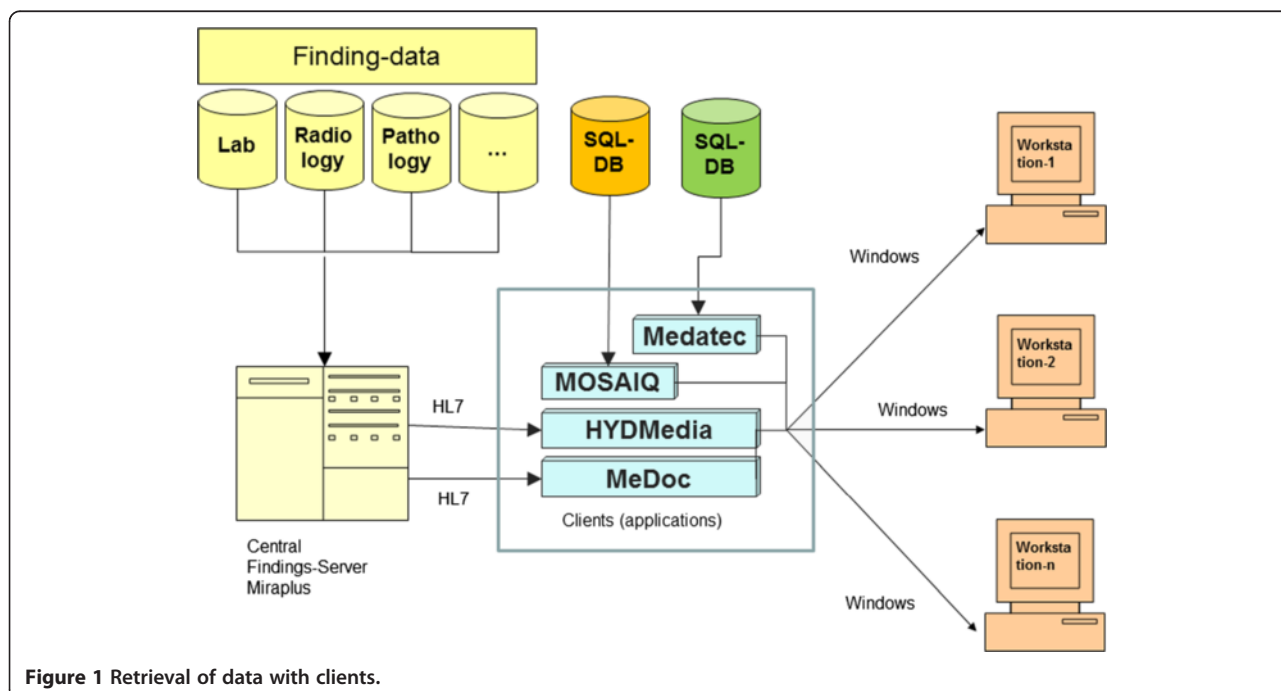 Finding-data
Lab
Radio
logy
Patho
logy
...
SQL-
DB
SQL-
DB
Worksta
tion-1
Windows
Medatec
MOSAIQ
HYDMedia
MeDoc
Clients (applications)
HL7
HL7
Central
Findings-Server
Miraplus
Windows
Worksta
tion-2
Windows
Worksta
tion-n
Figure 1 Retrieval of data with clients.